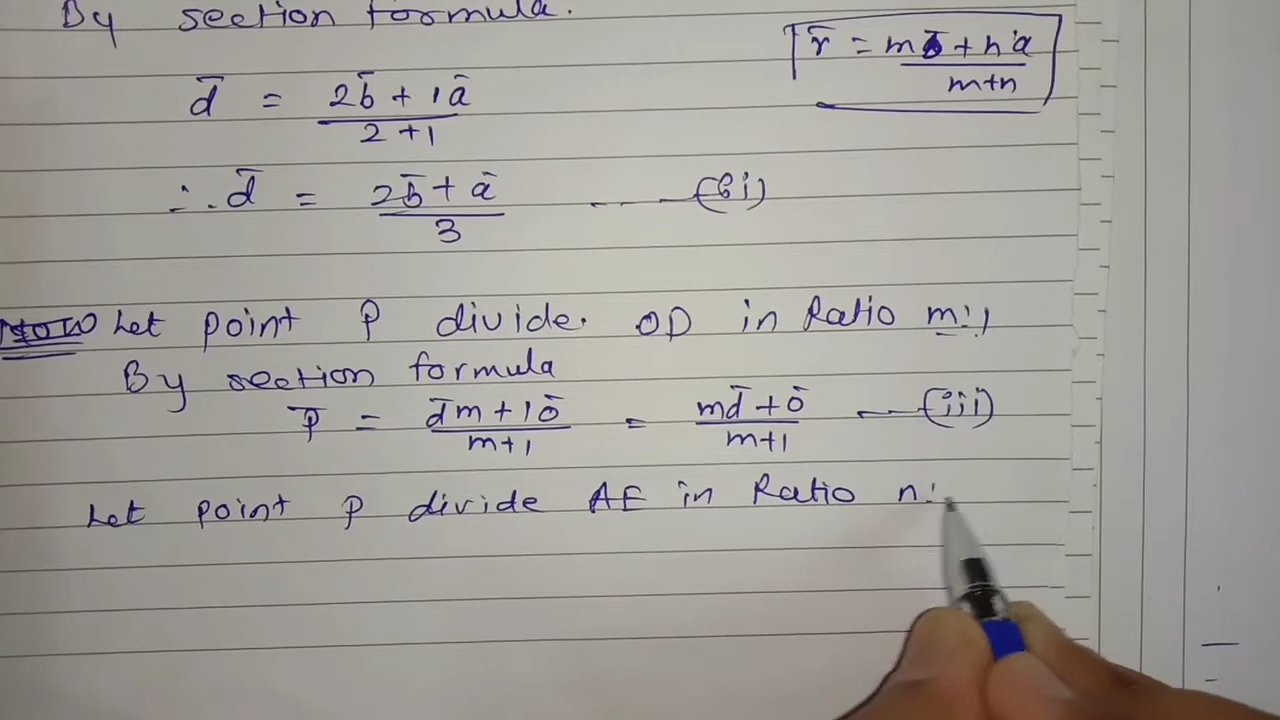 By section formula.
r̄ = mb̄ + nā / m+n
d̄ = 2b̄ + 1ā / 2+1
∴ d̄ = 2b̄ + ā / 3 ---- (ii)
Now Let point P divide. OD in Ratio m:1
By section formula
p̄ = d̄m + 1ō / m+1 = md̄ + ō / m+1 ---- (iii)
Let point P divide AE in Ratio n: